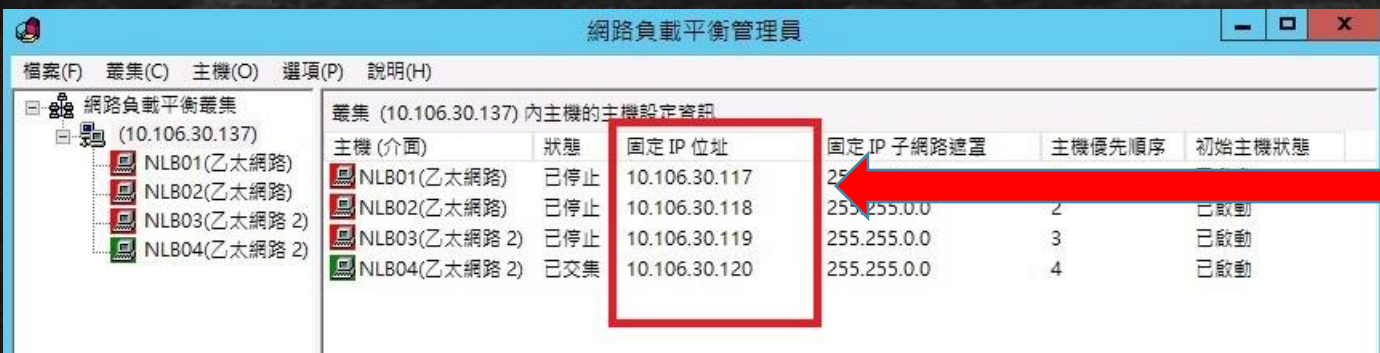 網路負載平衡管理員
檔案(F) 叢集(C) 主機(O) 選項(P) 說明(H)
網路負載平衡叢集
(10.106.30.137)
NLB01(乙太網路)
NLB02(乙太網路)
NLB03(乙太網路 2)
NLB04(乙太網路 2)
叢集 (10.106.30.137) 內主機的主機設定資訊
主機 (介面) 狀態 固定 IP 位址 固定 IP 子網路遮罩 主機優先順序 初始主機狀態
NLB01(乙太網路) 已停止 10.106.30.117
NLB02(乙太網路) 已停止 10.106.30.118 255.255.0.0 2 已啟動
NLB03(乙太網路 2) 已停止 10.106.30.119 255.255.0.0 3 已啟動
NLB04(乙太網路 2) 已交集 10.106.30.120 255.255.0.0 4 已啟動